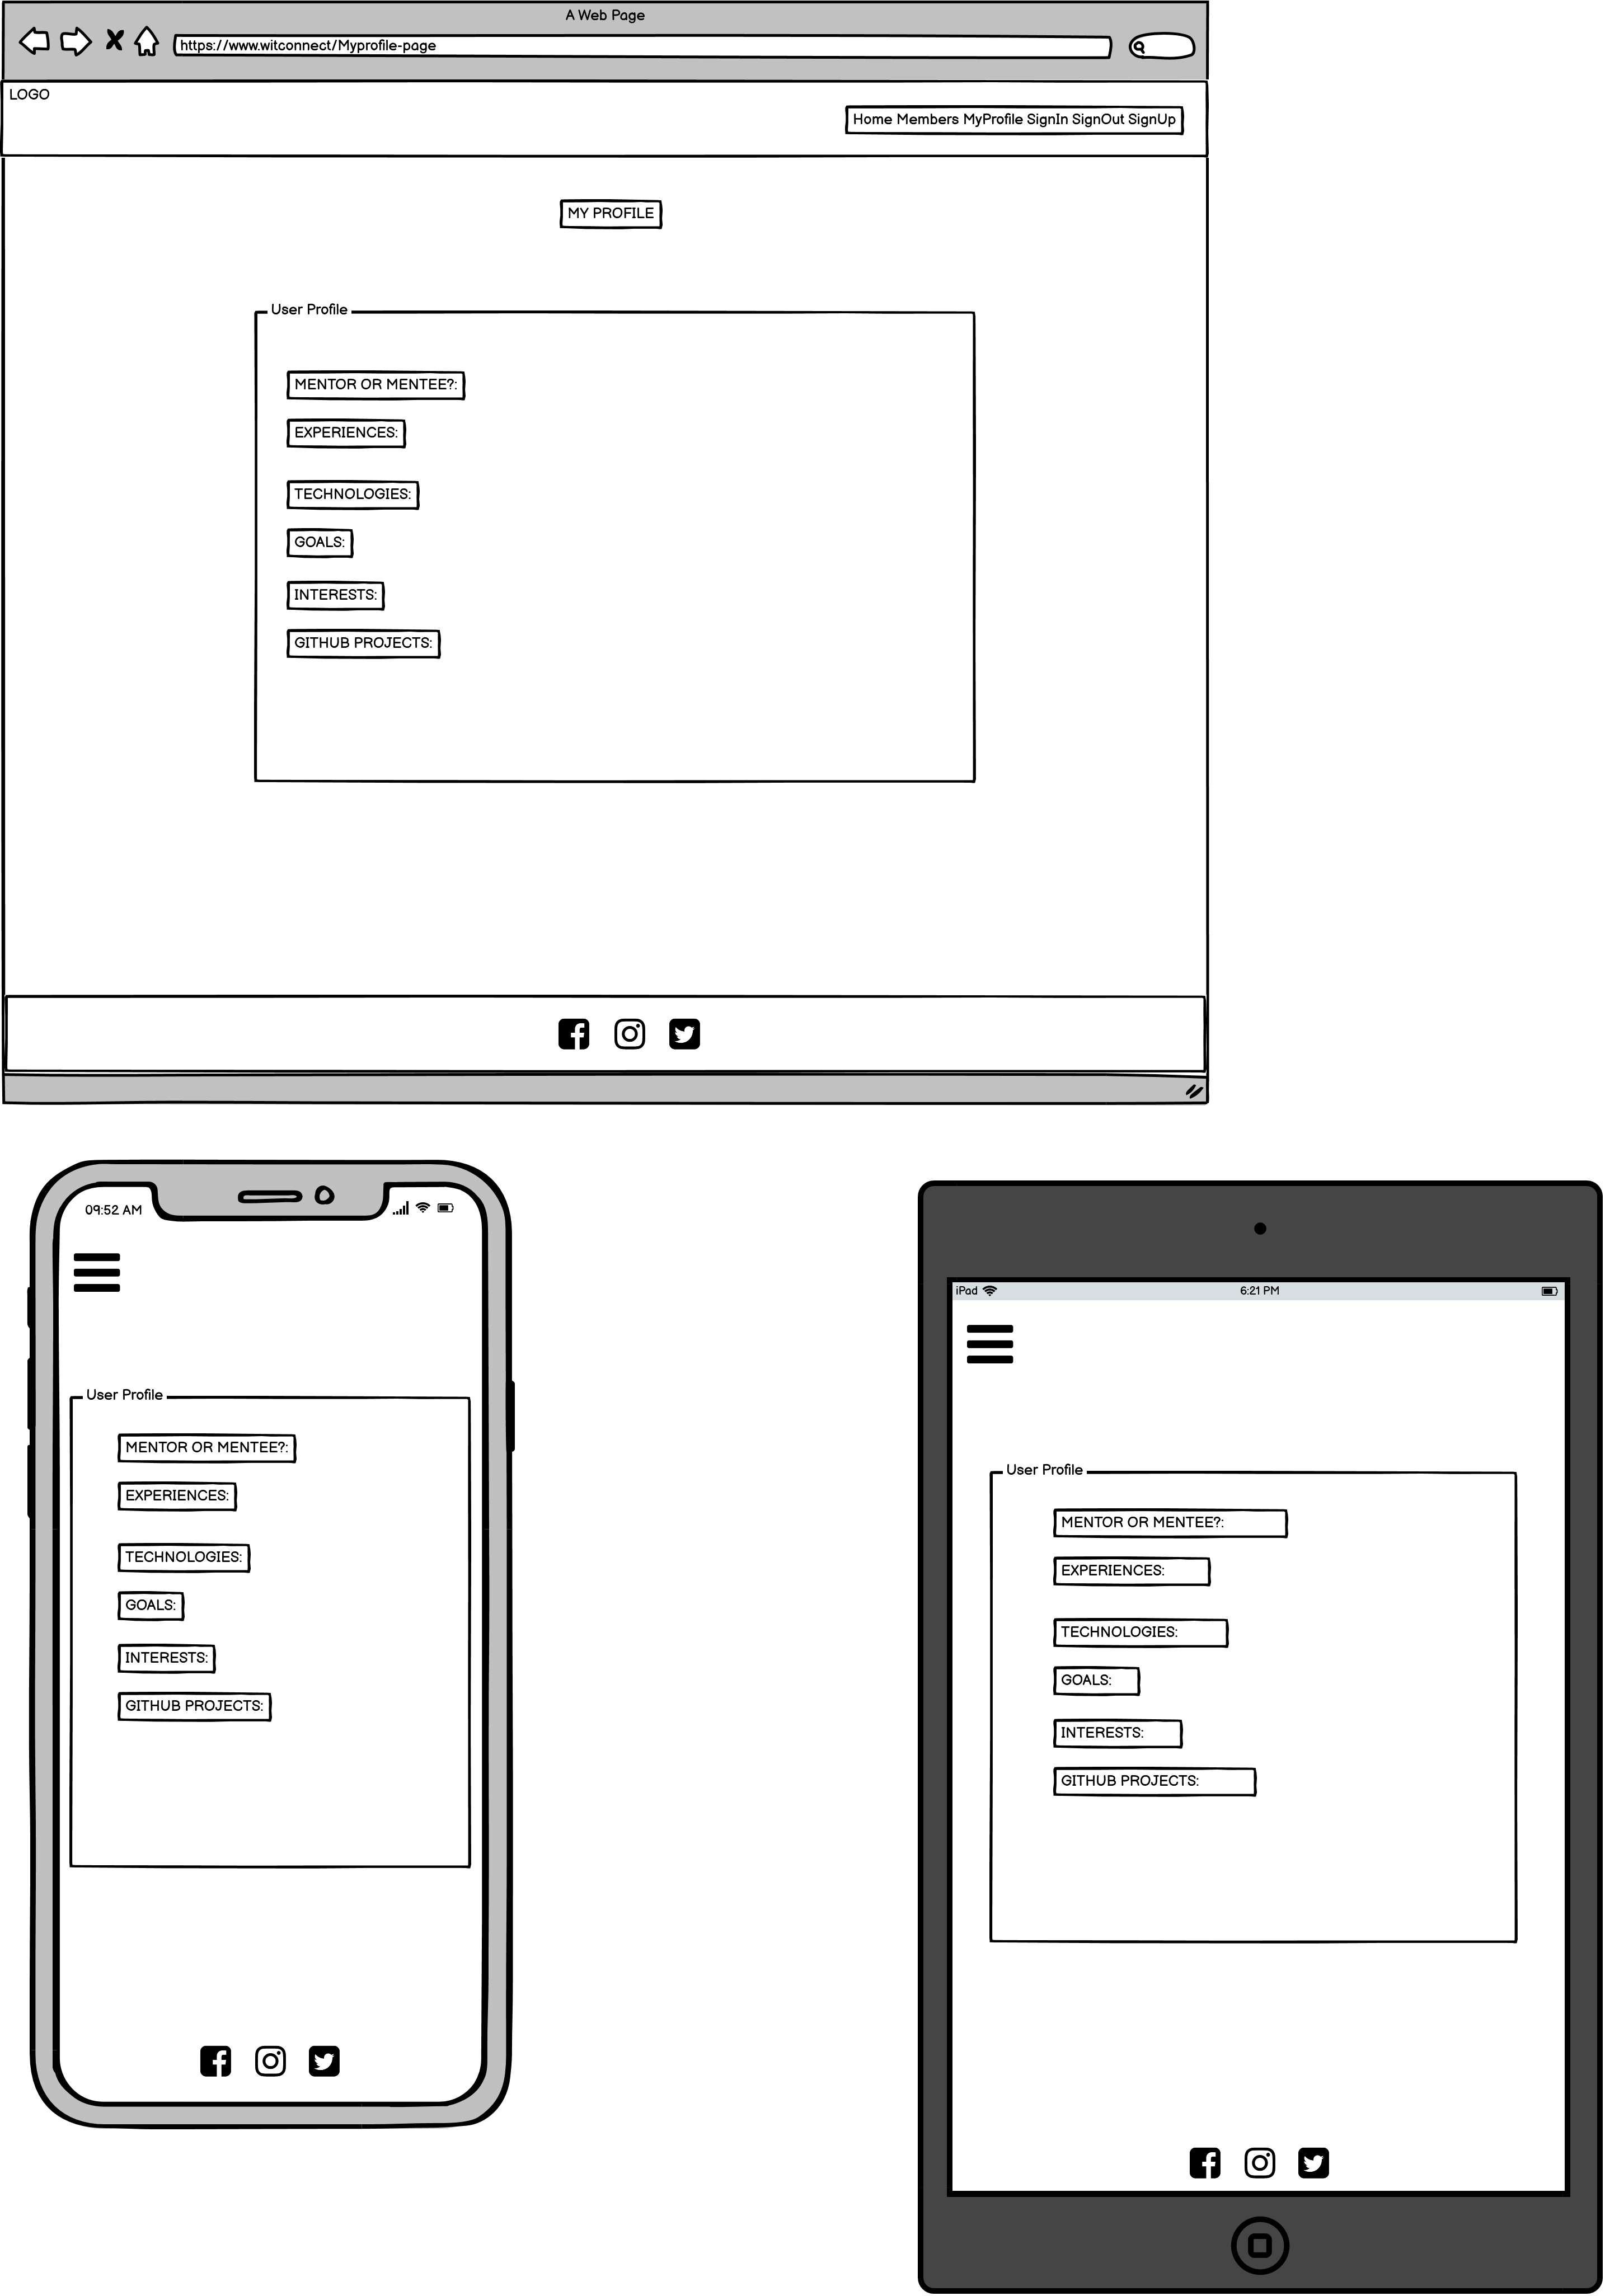 A Web Page
https://www.witconnect/Myprofile-page
LOGO
Home Members MyProfile SignIn SignOut SignUp
MY PROFILE
User Profile
MENTOR OR MENTEE?:
EXPERIENCES:
TECHNOLOGIES:
GOALS:
INTERESTS:
GITHUB PROJECTS:
09:52 AM
User Profile
MENTOR OR MENTEE?:
EXPERIENCES:
TECHNOLOGIES:
GOALS:
INTERESTS:
GITHUB PROJECTS:
iPad
6:21 PM
User Profile
MENTOR OR MENTEE?:
EXPERIENCES:
TECHNOLOGIES:
GOALS:
INTERESTS:
GITHUB PROJECTS: